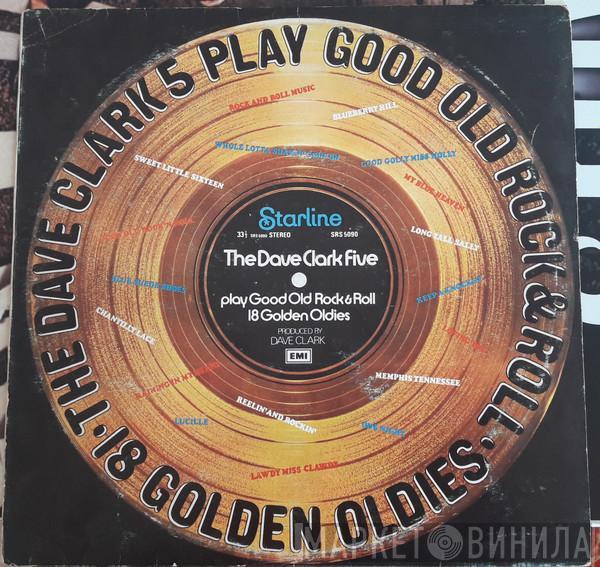 THE DAVE CLARK 5 PLAY GOOD OLD ROCK & ROLL · 18 GOLDEN OLDIES ·
ROCK AND ROLL MUSIC
BLUEBERRY HILL
WHOLE LOTTA SHAKIN' GOIN ON
GOOD GOLLY MISS MOLLY
SWEET LITTLE SIXTEEN
MY BLUE HEAVEN
LONG TALL SALLY
BLUE SUEDE SHOES
KEEP A KNOCKIN'
CHANTILLY LACE
MEMPHIS TENNESSEE
REELIN' AND ROCKIN'
LUCILLE
ONE NIGHT
LAWDY MISS CLAWDY
Starline
33⅓ SRS 5090 STEREO SRS 5090
The Dave Clark Five
play Good Old Rock & Roll
18 Golden Oldies
PRODUCED BY
DAVE CLARK
EMI
МАРКЕТ ВИНИЛА